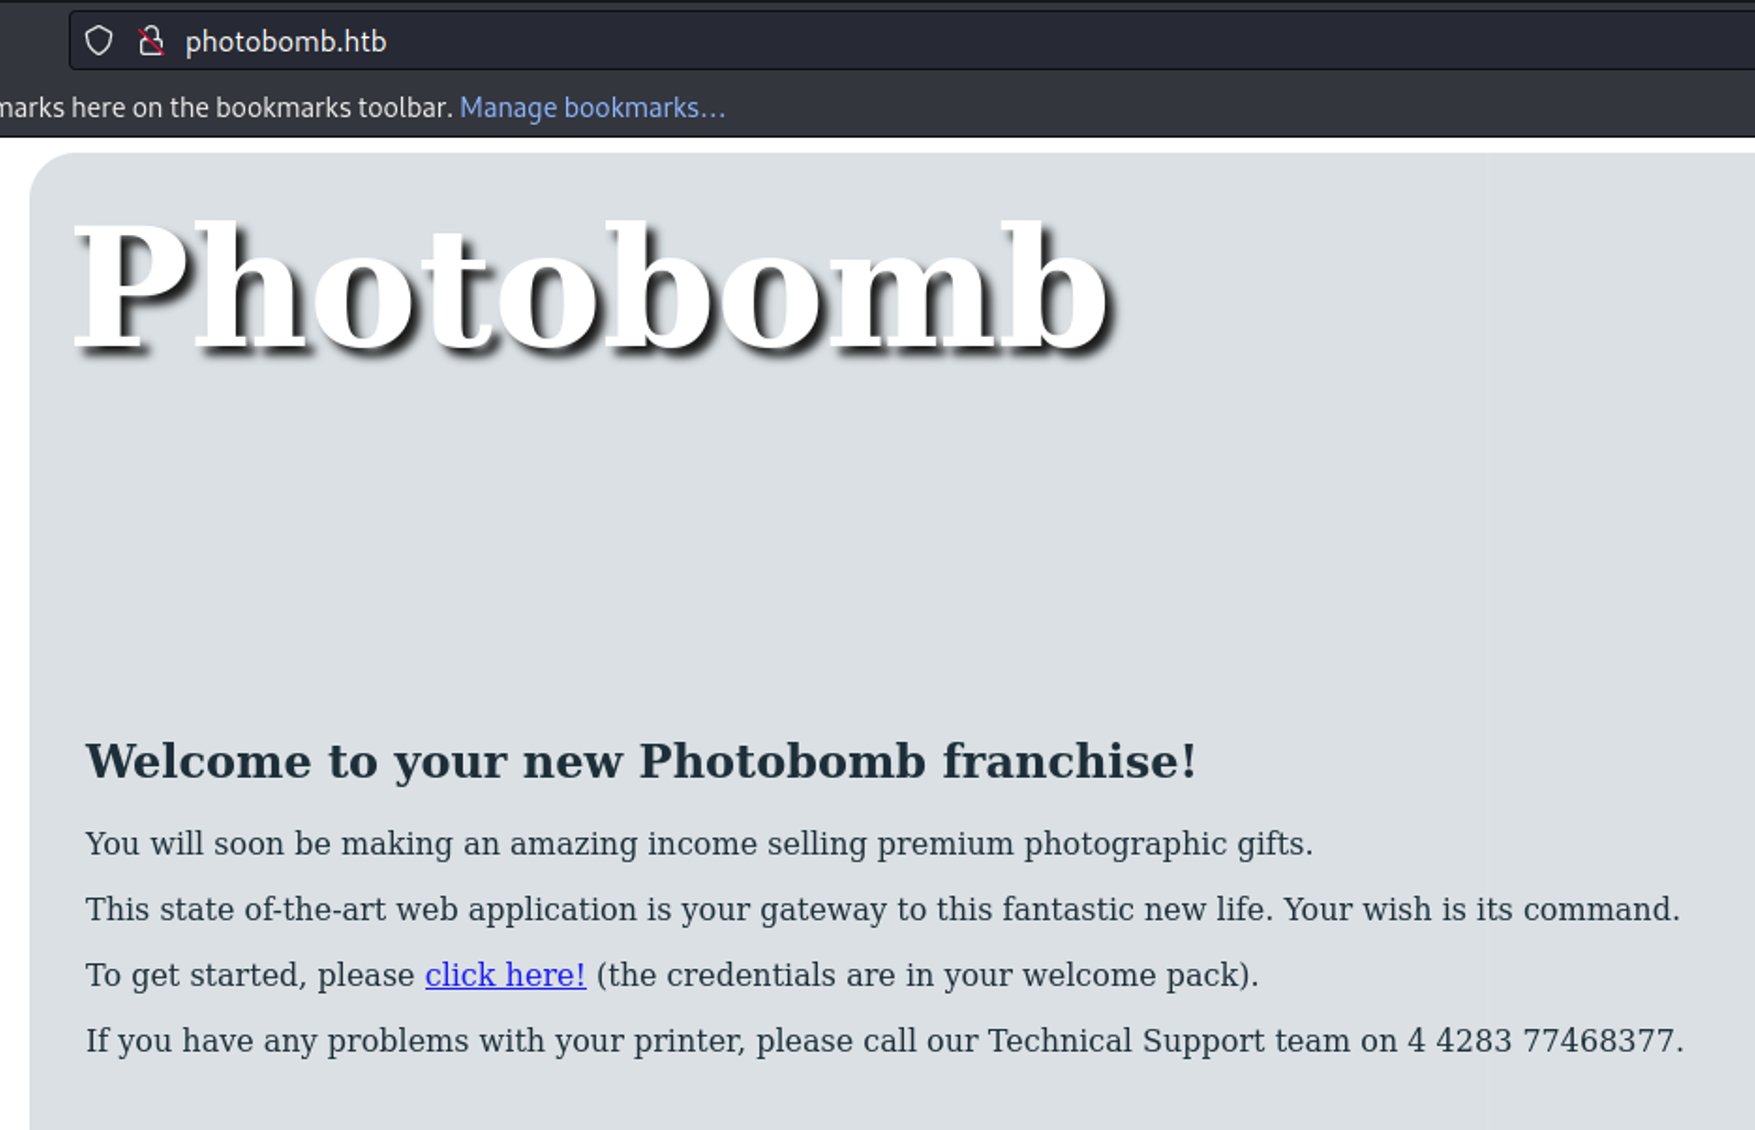 photobomb.htb
marks here on the bookmarks toolbar. Manage bookmarks...
Photobomb
Welcome to your new Photobomb franchise!
You will soon be making an amazing income selling premium photographic gifts.
This state of-the-art web application is your gateway to this fantastic new life. Your wish is its command.
To get started, please click here! (the credentials are in your welcome pack).
If you have any problems with your printer, please call our Technical Support team on 4 4283 77468377.